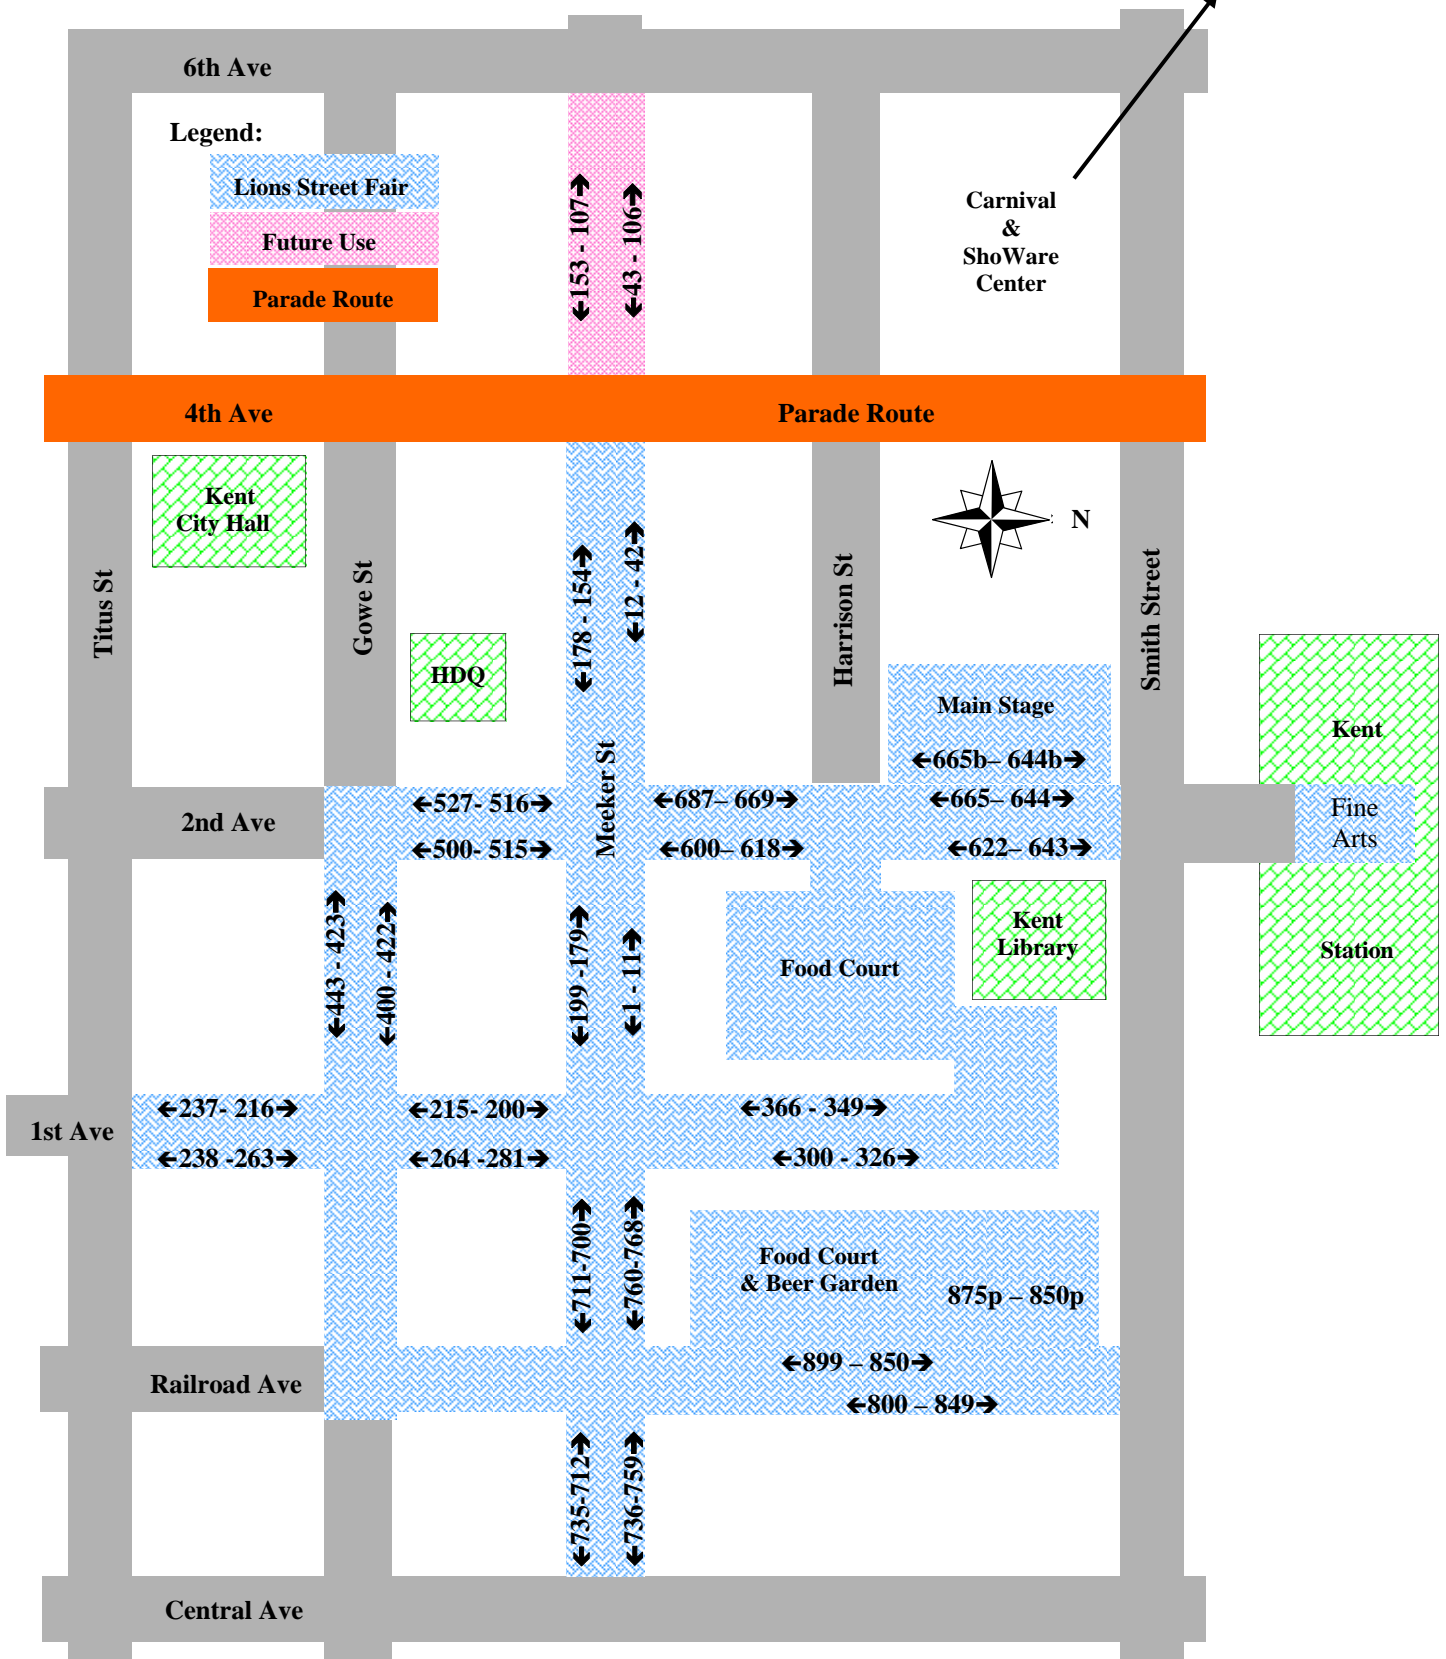 6th Ave
Legend:
Lions Street Fair
Future Use
Parade Route
←153 - 107→
←43 - 106→
Carnival
&
ShoWare
Center
4th Ave
Parade Route
Kent
City Hall
N
Titus St
Gowe St
HDQ
←178 - 154→
←12 - 42→
Harrison St
Smith Street
Main Stage
←665b– 644b→
Kent
Station
Meeker St
2nd Ave
←527- 516→
←500- 515→
←687– 669→
←600– 618→
←665– 644→
←622– 643→
Fine
Arts
←443 - 423→
←400 - 422→
←199 -179→
←1 - 11→
Food Court
Kent
Library
1st Ave
←237- 216→
←238 -263→
←215- 200→
←264 -281→
←366 - 349→
←300 - 326→
←711-700→
←760-768→
Food Court
& Beer Garden
875p – 850p
Railroad Ave
←899 – 850→
←800 – 849→
←735-712→
←736-759→
Central Ave